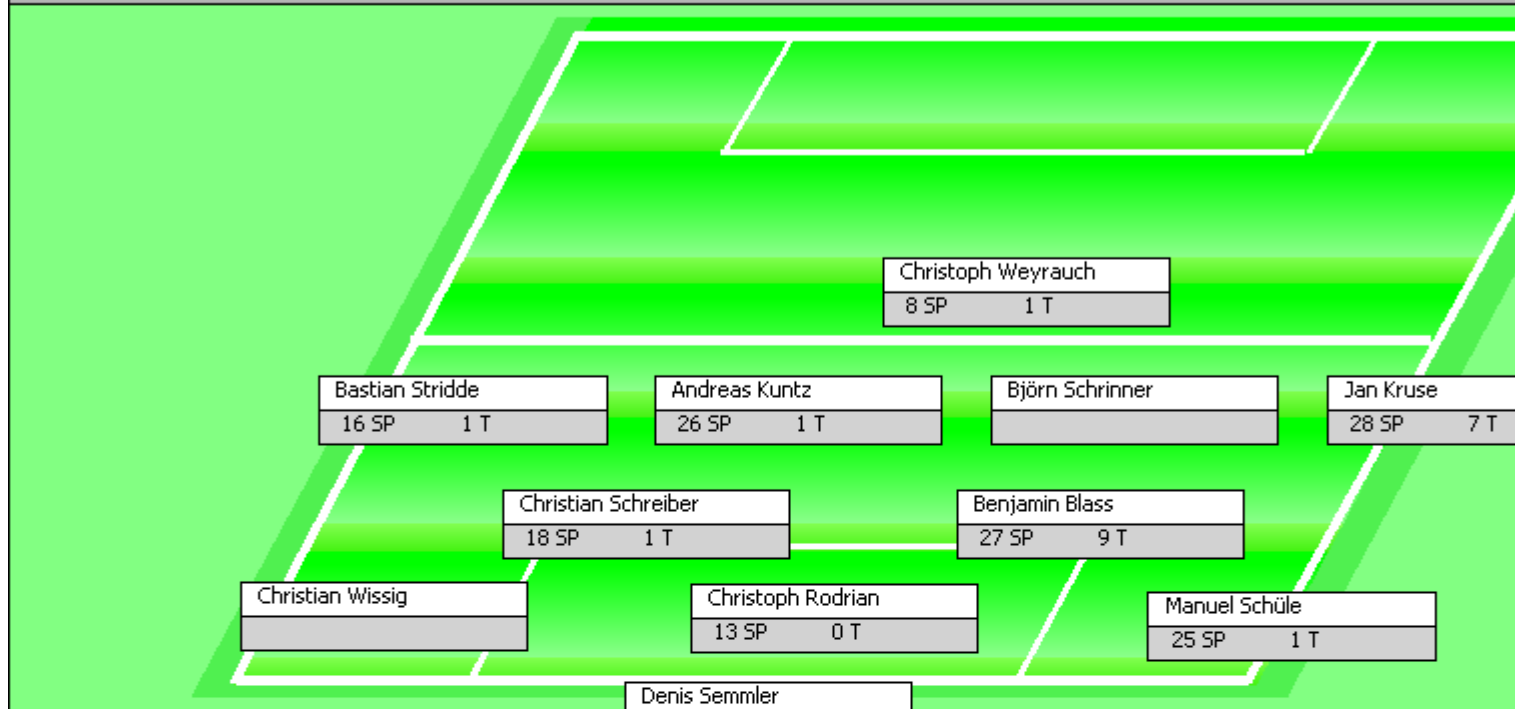 Christoph Weyrauch
8 SP 1 T
Bastian Stridde
16 SP 1 T
Andreas Kuntz
26 SP 1 T
Björn Schrinner
Jan Kruse
28 SP 7 T
Christian Schreiber
18 SP 1 T
Benjamin Blass
27 SP 9 T
Christian Wissig
Christoph Rodrian
13 SP 0 T
Manuel Schüle
25 SP 1 T
Denis Semmler